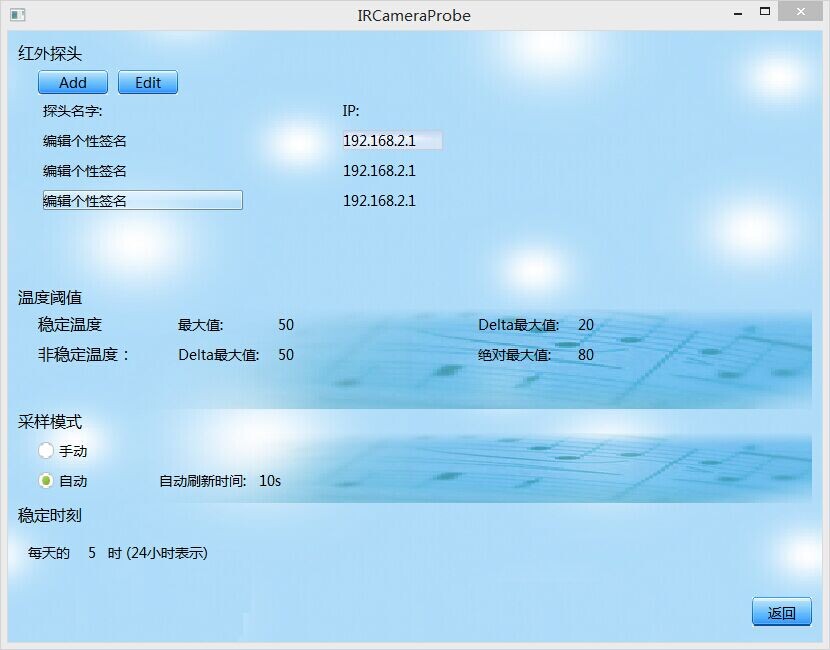 IRCameraProbe
红外探头
Add Edit
探头名字: IP:
编辑个性签名 192.168.2.1
编辑个性签名 192.168.2.1
编辑个性签名 192.168.2.1
温度阈值
稳定温度 最大值: 50 Delta最大值: 20
非稳定温度： Delta最大值: 50 绝对最大值: 80
采样模式
手动
自动 自动刷新时间: 10s
稳定时刻
每天的 5 时 (24小时表示)
返回